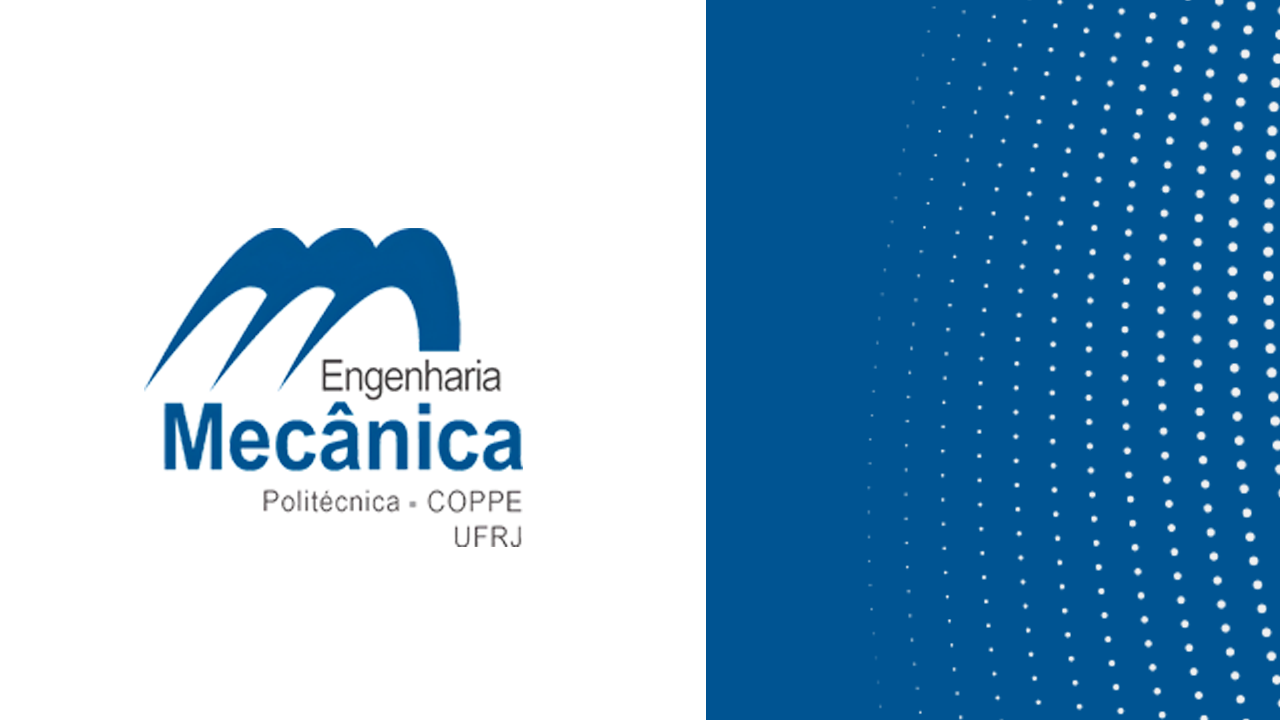 Engenharia
Mecânica
Politécnica - COPPE
UFRJ